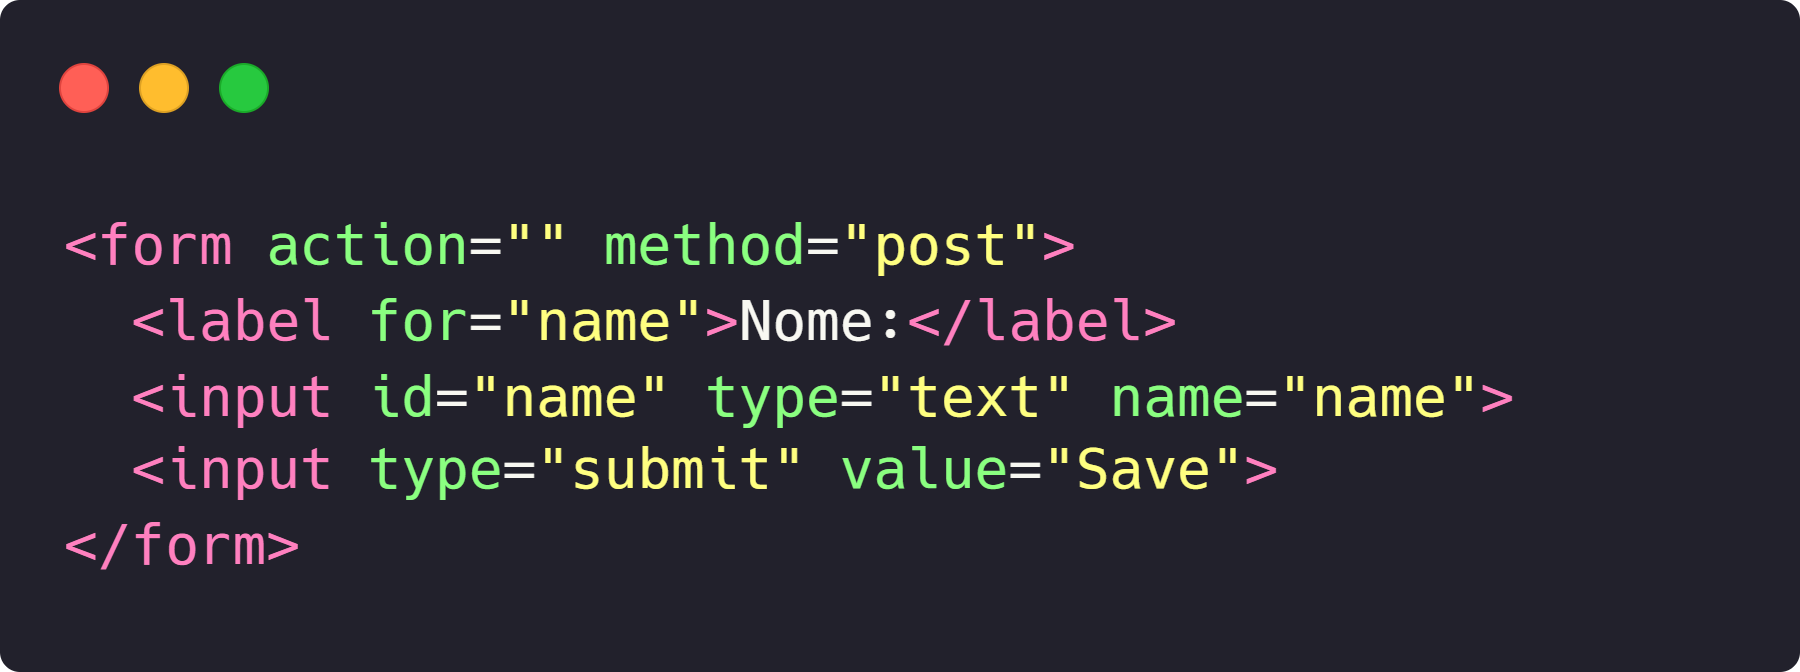 <form action="" method="post">
  <label for="name">Nome:</label>
  <input id="name" type="text" name="name">
  <input type="submit" value="Save">
</form>